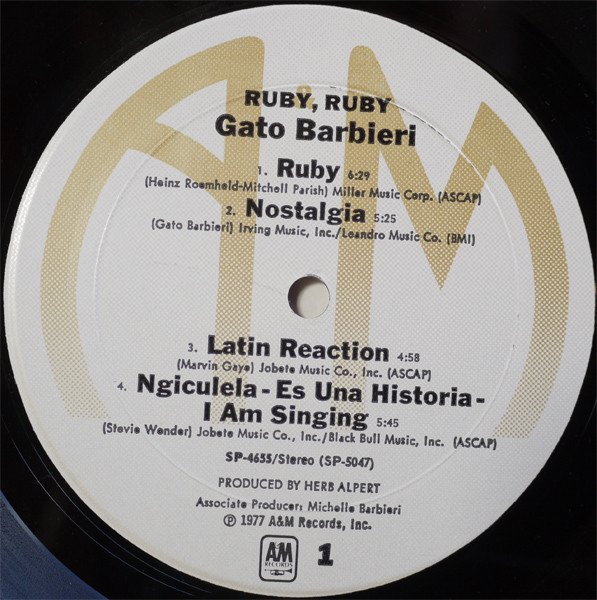 A&M
RUBY, RUBY
Gato Barbieri
1. Ruby 6:29
(Heinz Roemheld-Mitchell Parish) Miller Music Corp. (ASCAP)
2. Nostalgia 5:25
(Gato Barbieri) Irving Music, Inc./Leandro Music Co. (BMI)
3. Latin Reaction 4:58
(Marvin Gaye) Jobete Music Co., Inc. (ASCAP)
4. Ngiculela - Es Una Historia -
I Am Singing 5:45
(Stevie Wonder) Jobete Music Co., Inc./Black Bull Music, Inc. (ASCAP)
SP-4655/Stereo (SP-5047)
PRODUCED BY HERB ALPERT
Associate Producer: Michelle Barbieri
℗ 1977 A&M Records, Inc.
A&M
RECORDS
1